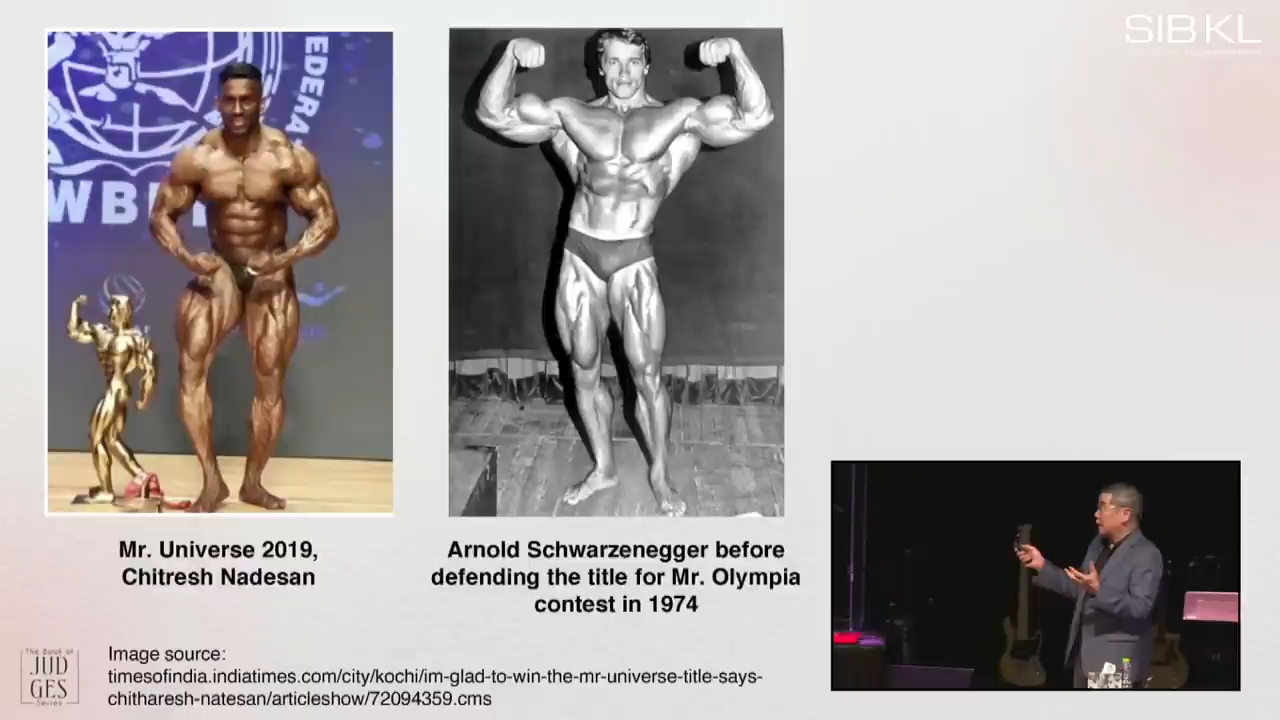 SIBKL
EDERAT
WBP
Mr. Universe 2019,
Chitresh Nadesan
Arnold Schwarzenegger before
defending the title for Mr. Olympia
contest in 1974
The Book of
JUD
GES
Series
Image source:
timesofindia.indiatimes.com/city/kochi/im-glad-to-win-the-mr-universe-title-says-
chitharesh-natesan/articleshow/72094359.cms